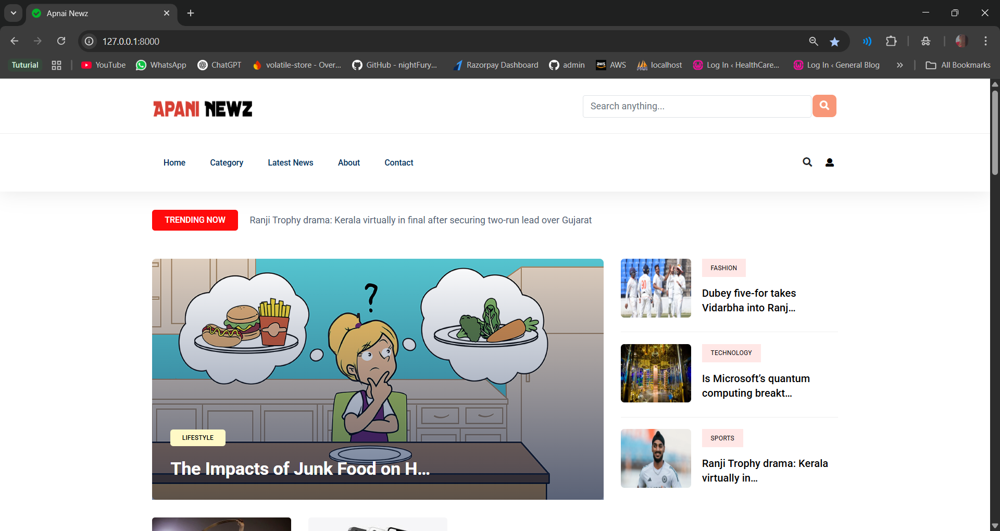 Apnai Newz
127.0.0.1:8000
Tuturial
YouTube
WhatsApp
ChatGPT
volatile-store - Over...
GitHub - nightFury...
Razorpay Dashboard
admin
aws
AWS
PMA
localhost
Log In ‹ HealthCare...
Log In ‹ General Blog
»
All Bookmarks
APANI NEWZ
Search anything...
Home
Category
Latest News
About
Contact
TRENDING NOW
Ranji Trophy drama: Kerala virtually in final after securing two-run lead over Gujarat
?
LIFESTYLE
The Impacts of Junk Food on H...
90
FASHION
Dubey five-for takes
Vidarbha into Ranj...
TECHNOLOGY
Is Microsoft’s quantum
computing breakt...
SPORTS
Ranji Trophy drama: Kerala
virtually in...